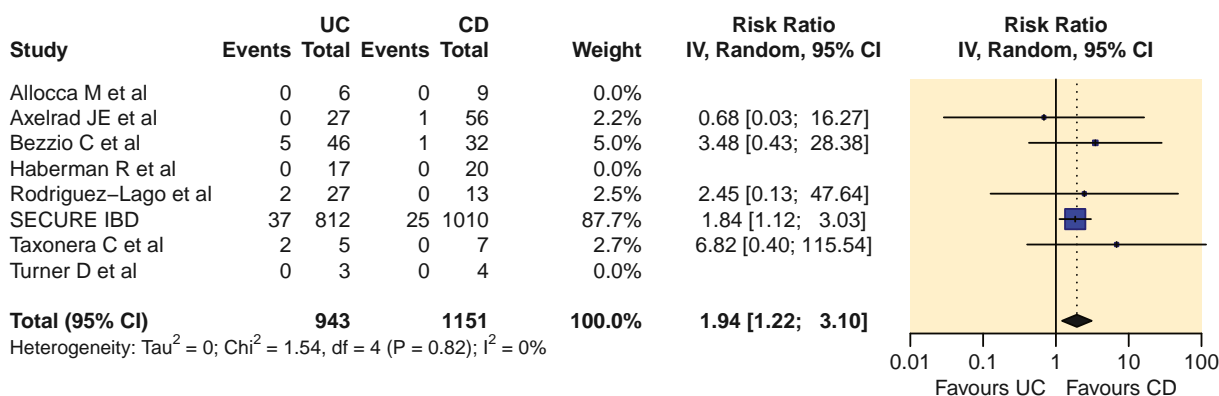 UC CD Risk Ratio Risk Ratio
Study Events Total Events Total Weight IV, Random, 95% CI IV, Random, 95% CI
Allocca M et al 0 6 0 9 0.0%
Axelrad JE et al 0 27 1 56 2.2% 0.68 [0.03; 16.27]
Bezzio C et al 5 46 1 32 5.0% 3.48 [0.43; 28.38]
Haberman R et al 0 17 0 20 0.0%
Rodriguez−Lago et al 2 27 0 13 2.5% 2.45 [0.13; 47.64]
SECURE IBD 37 812 25 1010 87.7% 1.84 [1.12; 3.03]
Taxonera C et al 2 5 0 7 2.7% 6.82 [0.40; 115.54]
Turner D et al 0 3 0 4 0.0%
Total (95% CI) 943 1151 100.0% 1.94 [1.22; 3.10]
Heterogeneity: Tau² = 0; Chi² = 1.54, df = 4 (P = 0.82); I² = 0%
0.01 0.1 1 10 100
Favours UC Favours CD